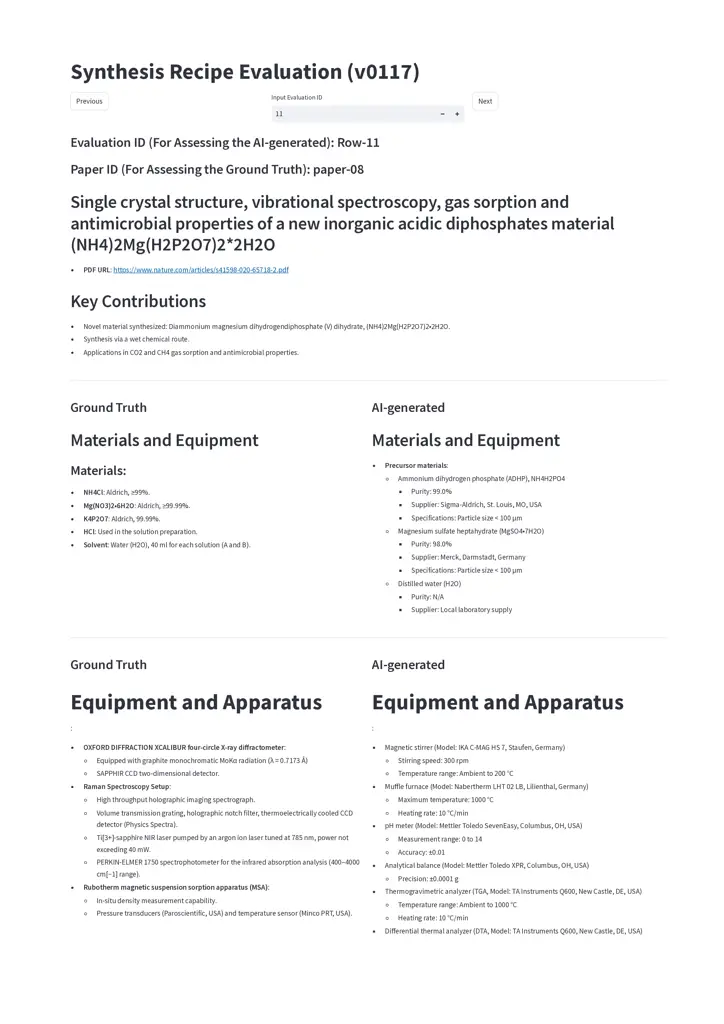 Synthesis Recipe Evaluation (v0117)
Previous
Input Evaluation ID
11
− +
Next
Evaluation ID (For Assessing the AI-generated): Row-11
Paper ID (For Assessing the Ground Truth): paper-08
Single crystal structure, vibrational spectroscopy, gas sorption and
antimicrobial properties of a new inorganic acidic diphosphates material
(NH4)2Mg(H2P2O7)2*2H2O
• PDF URL: https://www.nature.com/articles/s41598-020-65718-2.pdf
Key Contributions
• Novel material synthesized: Diammonium magnesium dihydrogendiphosphate (V) dihydrate, (NH4)2Mg(H2P2O7)2•2H2O.
• Synthesis via a wet chemical route.
• Applications in CO2 and CH4 gas sorption and antimicrobial properties.
Ground Truth
Materials and Equipment
Materials:
• NH4Cl: Aldrich, ≥99%.
• Mg(NO3)2•6H2O: Aldrich, ≥99.99%.
• K4P2O7: Aldrich, 99.99%.
• HCl: Used in the solution preparation.
• Solvent: Water (H2O), 40 ml for each solution (A and B).
AI-generated
Materials and Equipment
• Precursor materials:
◦ Ammonium dihydrogen phosphate (ADHP), NH4H2PO4
▪ Purity: 99.0%
▪ Supplier: Sigma-Aldrich, St. Louis, MO, USA
▪ Specifications: Particle size < 100 μm
◦ Magnesium sulfate heptahydrate (MgSO4•7H2O)
▪ Purity: 98.0%
▪ Supplier: Merck, Darmstadt, Germany
▪ Specifications: Particle size < 100 μm
◦ Distilled water (H2O)
▪ Purity: N/A
▪ Supplier: Local laboratory supply
Ground Truth
Equipment and Apparatus
:
• OXFORD DIFFRACTION XCALIBUR four-circle X-ray diffractometer:
◦ Equipped with graphite monochromatic MoKα radiation (λ = 0.7173 Å)
◦ SAPPHIR CCD two-dimensional detector.
• Raman Spectroscopy Setup:
◦ High throughput holographic imaging spectrograph.
◦ Volume transmission grating, holographic notch filter, thermoelectrically cooled CCD
detector (Physics Spectra).
◦ Ti[3+]-sapphire NIR laser pumped by an argon ion laser tuned at 785 nm, power not
exceeding 40 mW.
◦ PERKIN-ELMER 1750 spectrophotometer for the infrared absorption analysis (400–4000
cm[−1] range).
• Rubotherm magnetic suspension sorption apparatus (MSA):
◦ In-situ density measurement capability.
◦ Pressure transducers (Paroscientific, USA) and temperature sensor (Minco PRT, USA).
AI-generated
Equipment and Apparatus
:
• Magnetic stirrer (Model: IKA C-MAG HS 7, Staufen, Germany)
◦ Stirring speed: 300 rpm
◦ Temperature range: Ambient to 200 °C
• Muffle furnace (Model: Nabertherm LHT 02 LB, Lilienthal, Germany)
◦ Maximum temperature: 1000 °C
◦ Heating rate: 10 °C/min
• pH meter (Model: Mettler Toledo SevenEasy, Columbus, OH, USA)
◦ Measurement range: 0 to 14
◦ Accuracy: ±0.01
• Analytical balance (Model: Mettler Toledo XPR, Columbus, OH, USA)
◦ Precision: ±0.0001 g
• Thermogravimetric analyzer (TGA, Model: TA Instruments Q600, New Castle, DE, USA)
◦ Temperature range: Ambient to 1000 °C
◦ Heating rate: 10 °C/min
• Differential thermal analyzer (DTA, Model: TA Instruments Q600, New Castle, DE, USA)